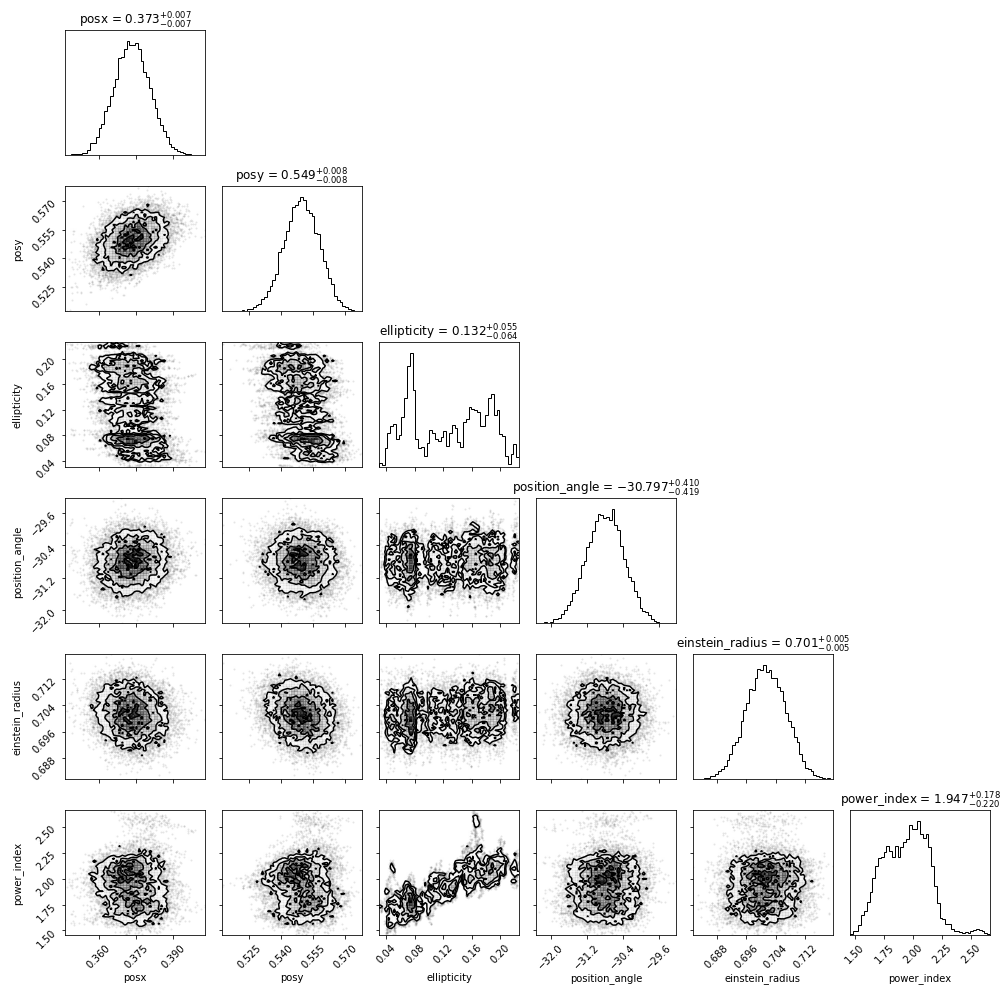 posx = 0.373+0.007−0.007
posy = 0.549+0.008−0.008
0.570
0.555
0.540
0.525
posy
ellipticity = 0.132+0.055−0.064
0.20
0.16
0.12
0.08
0.04
ellipticity
position_angle = −30.797+0.410−0.419
−29.6
−30.4
−31.2
−32.0
position_angle
einstein_radius = 0.701+0.005−0.005
0.712
0.704
0.696
0.688
einstein_radius
power_index = 1.947+0.178−0.220
2.50
2.25
2.00
1.75
1.50
power_index
0.360 0.375 0.390
posx
0.525 0.540 0.555 0.570
posy
0.04 0.08 0.12 0.16 0.20
ellipticity
−32.0 −31.2 −30.4 −29.6
position_angle
0.688 0.696 0.704 0.712
einstein_radius
1.50 1.75 2.00 2.25 2.50
power_index